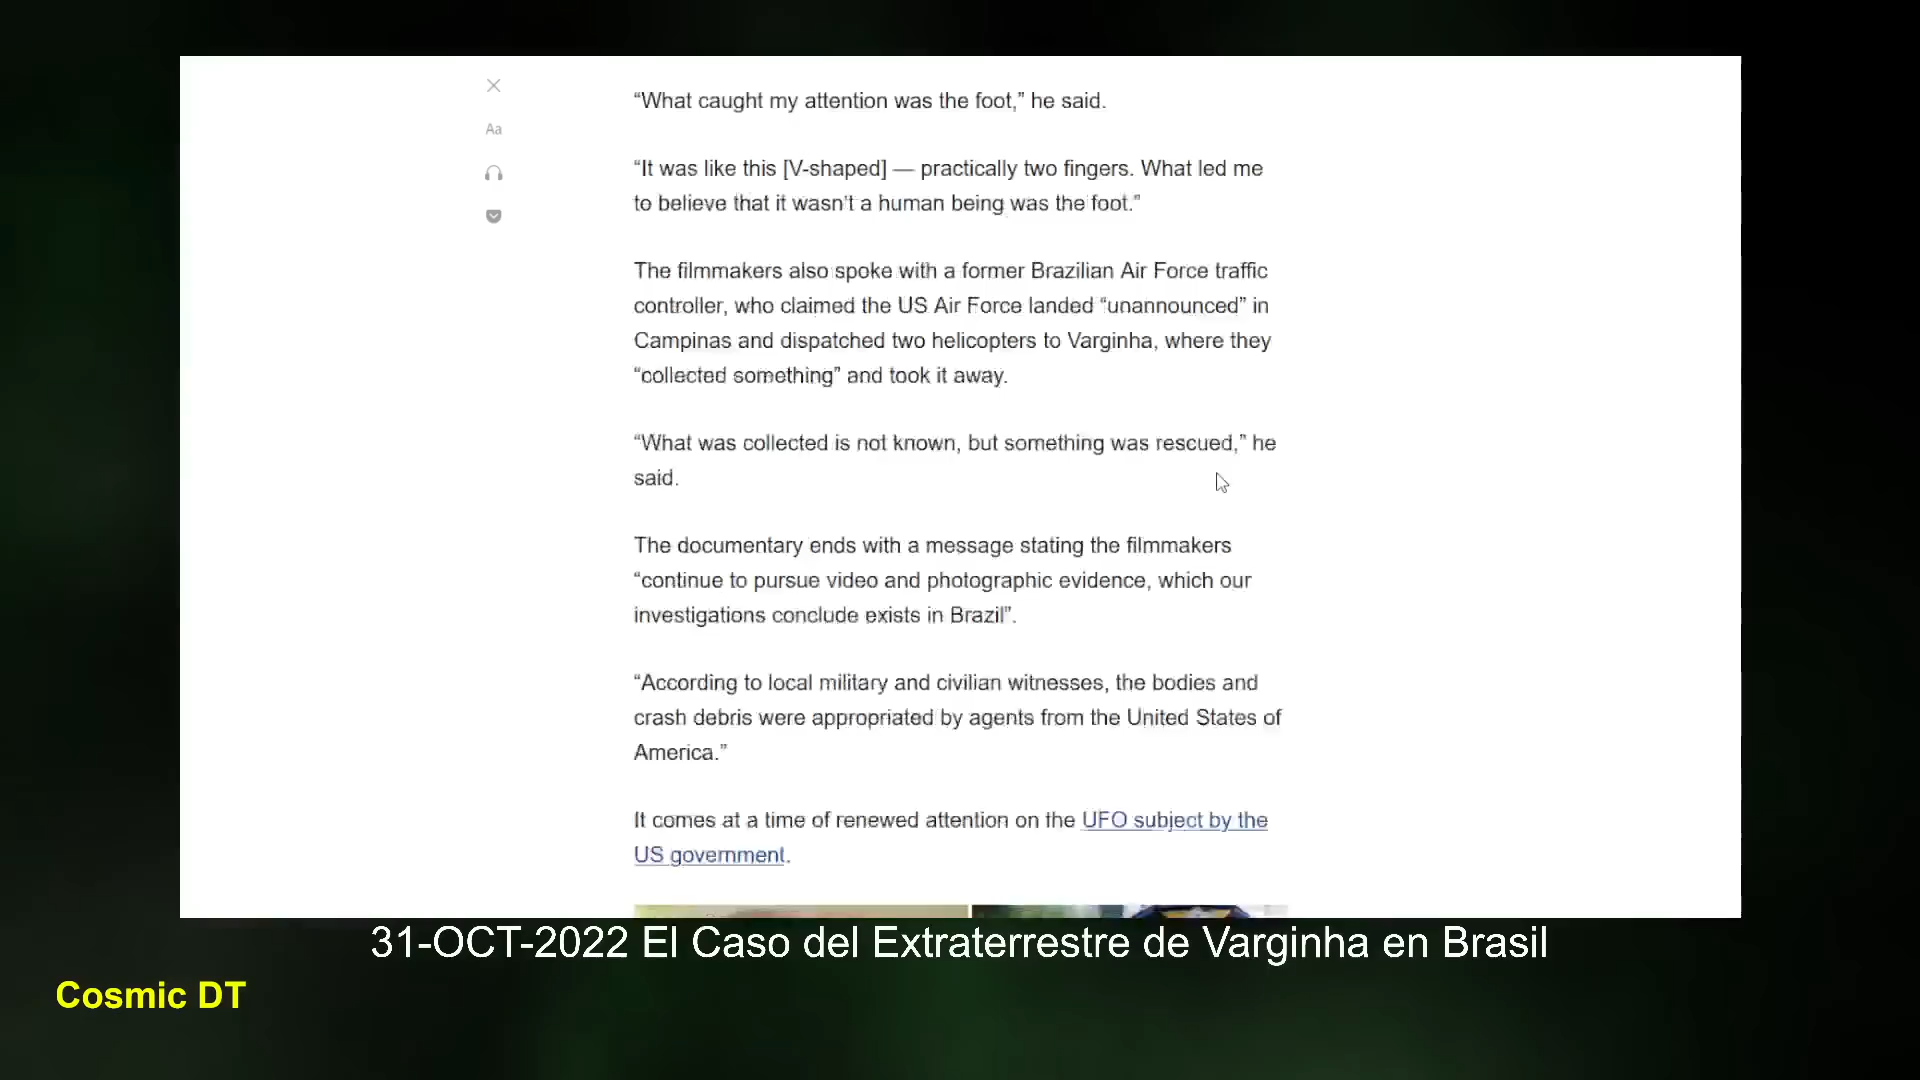 “What caught my attention was the foot,” he said.
Aa
“It was like this [V-shaped] — practically two fingers. What led me
to believe that it wasn’t a human being was the foot.”
The filmmakers also spoke with a former Brazilian Air Force traffic
controller, who claimed the US Air Force landed “unannounced” in
Campinas and dispatched two helicopters to Varginha, where they
“collected something” and took it away.
“What was collected is not known, but something was rescued,” he
said.
The documentary ends with a message stating the filmmakers
“continue to pursue video and photographic evidence, which our
investigations conclude exists in Brazil”.
“According to local military and civilian witnesses, the bodies and
crash debris were appropriated by agents from the United States of
America.”
It comes at a time of renewed attention on the UFO subject by the
US government.
31-OCT-2022 El Caso del Extraterrestre de Varginha en Brasil
Cosmic DT